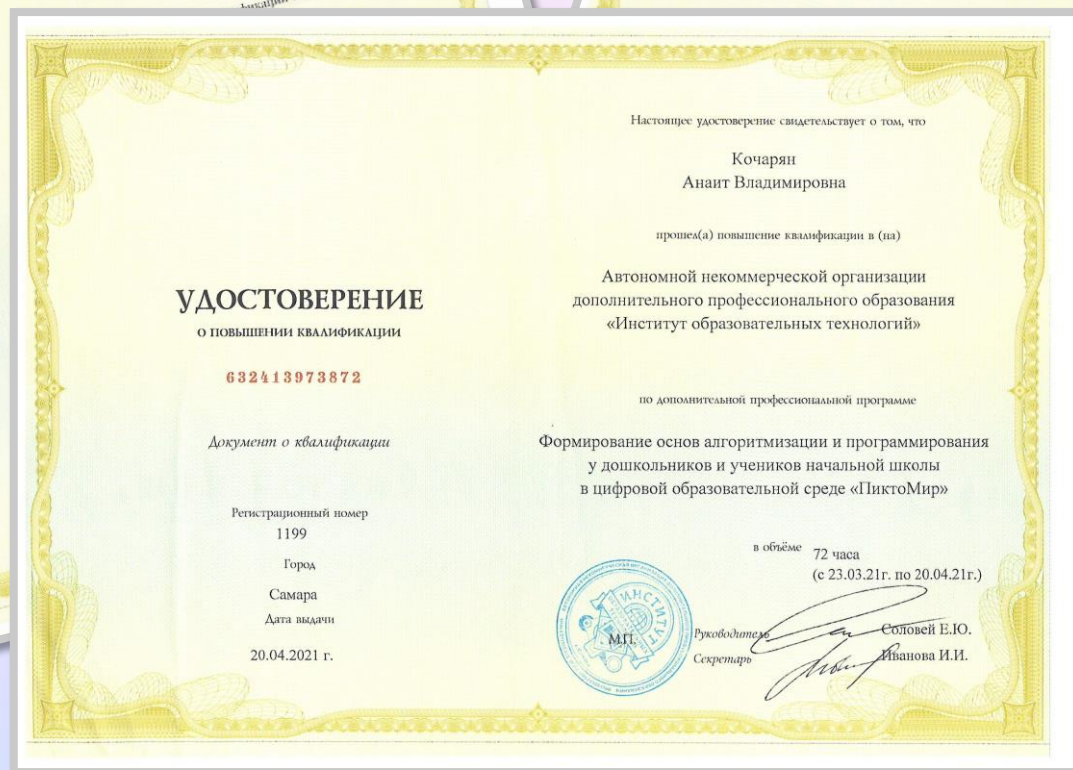 УДОСТОВЕРЕНИЕ
О ПОВЫШЕНИИ КВАЛИФИКАЦИИ
632413973872
Документ о квалификации
Регистрационный номер
1199
Город
Самара
Дата выдачи
20.04.2021 г.
Настоящее удостоверение свидетельствует о том, что
Кочарян
Анаит Владимировна
прошел(а) повышение квалификации в (на)
Автономной некоммерческой организации
дополнительного профессионального образования
«Институт образовательных технологий»
по дополнительной профессиональной программе
Формирование основ алгоритмизации и программирования
у дошкольников и учеников начальной школы
в цифровой образовательной среде «ПиктоМир»
в объёме 72 часа
(с 23.03.21г. по 20.04.21г.)
ИНСТИТУТ
М.П.
Руководитель Соловей Е.Ю.
Секретарь Иванова И.И.